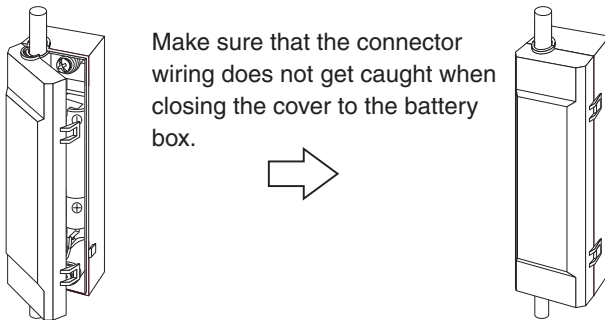 Make sure that the connector
wiring does not get caught when
closing the cover to the battery
box.